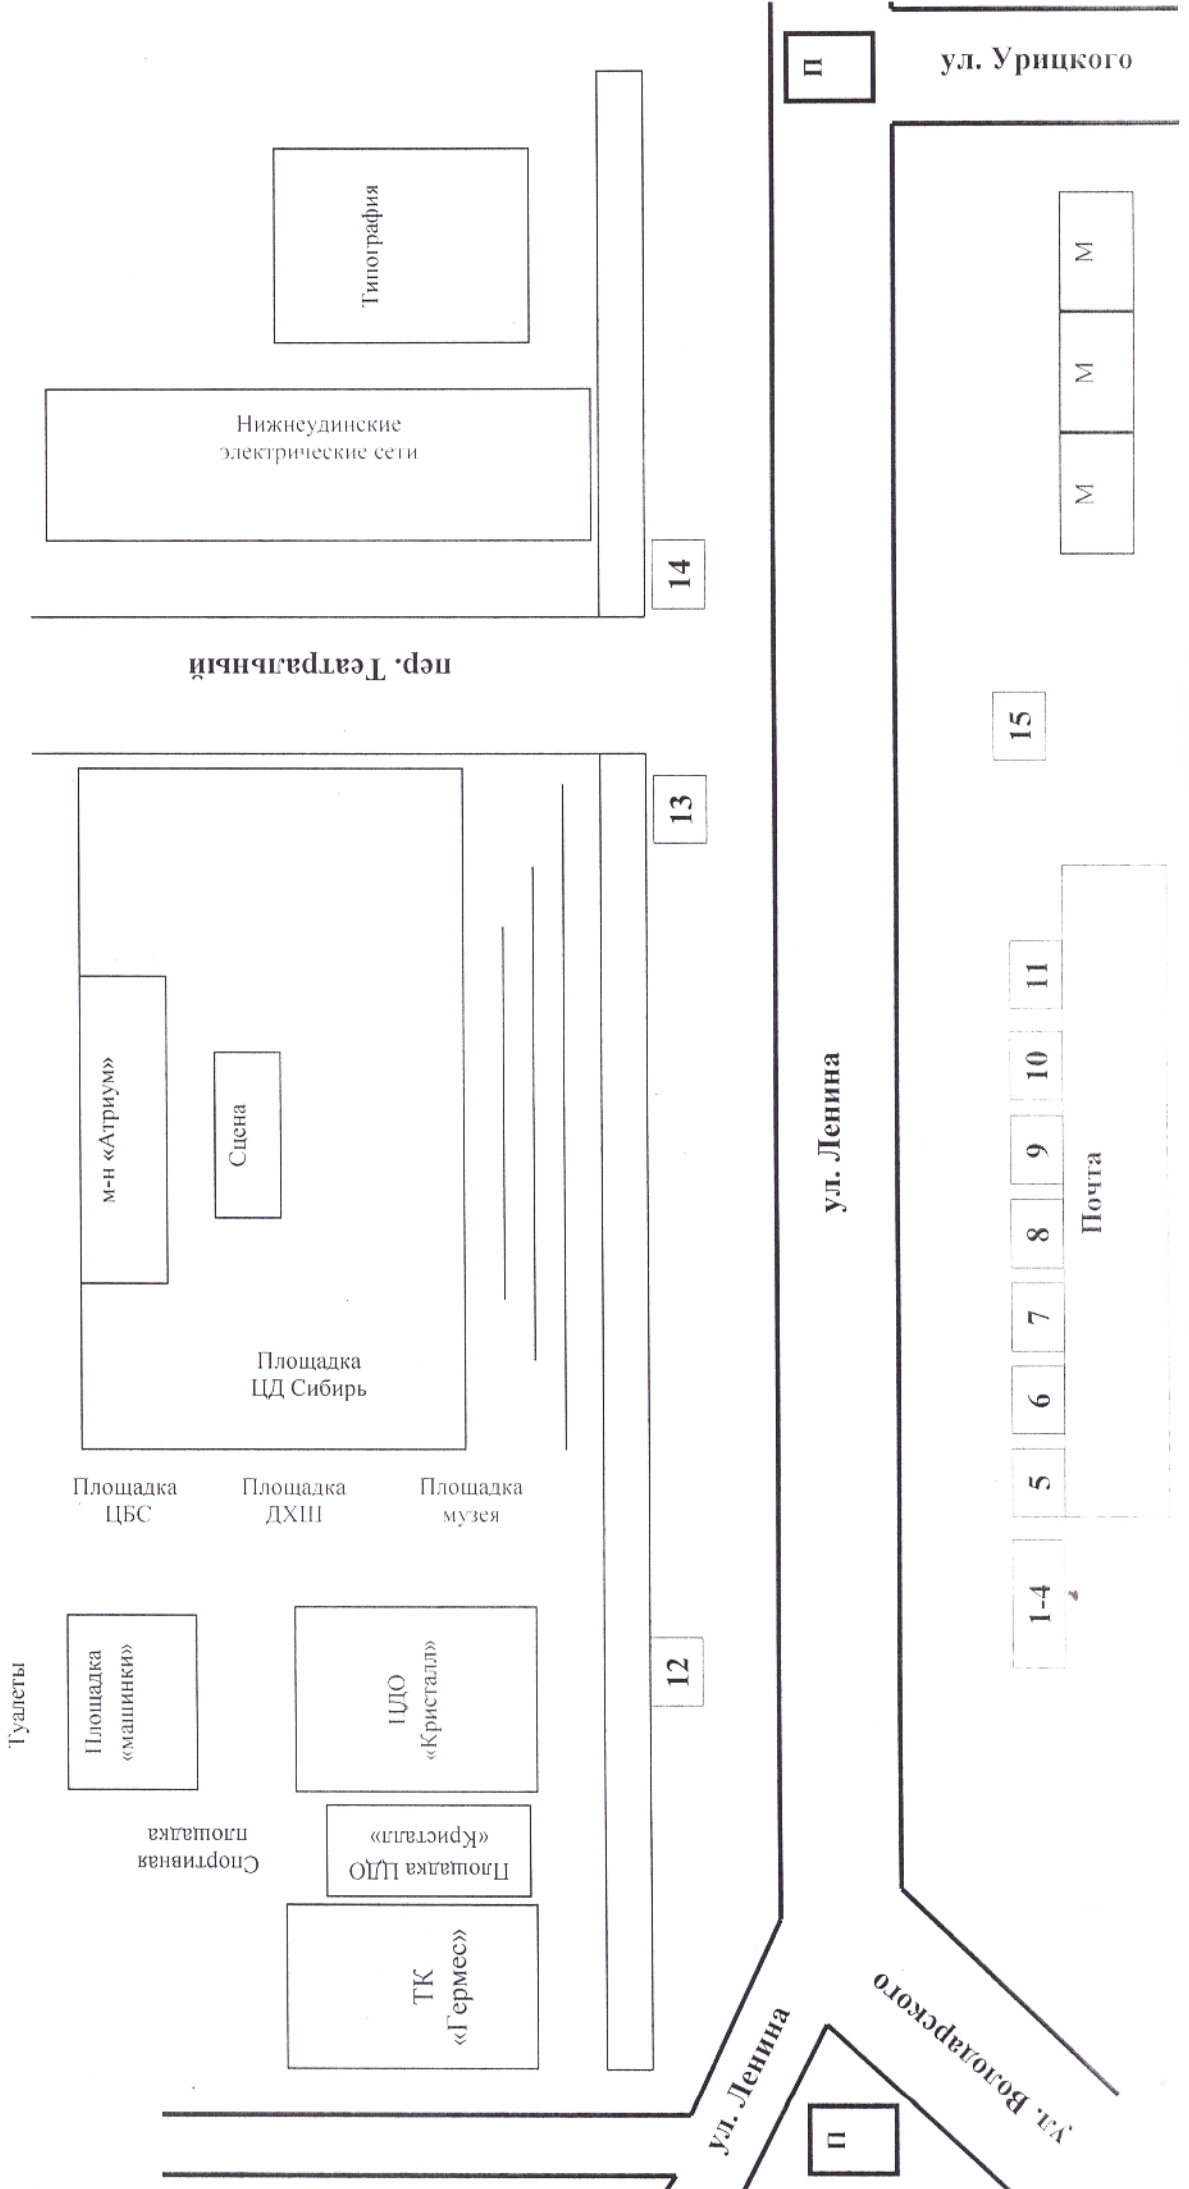 П
ул. Урицкого
Типография
М
М
М
Нижнеудинские
электрические сети
14
пер. Театральный
15
13
м-н «Атриум»
Сцена
Площадка
ЦД Сибирь
ул. Ленина
11
10
9
8
7
6
5
1-4
Почта
Площадка
ЦБС
Площадка
ДХШ
Площадка
музея
Туалеты
Площадка
«машинки»
ЦДО
«Кристалл»
12
Спортивная
площадка
Площадка ЦДО
«Кристалл»
ТК
«Гермес»
ул. Ленина
ул. Володарского
П